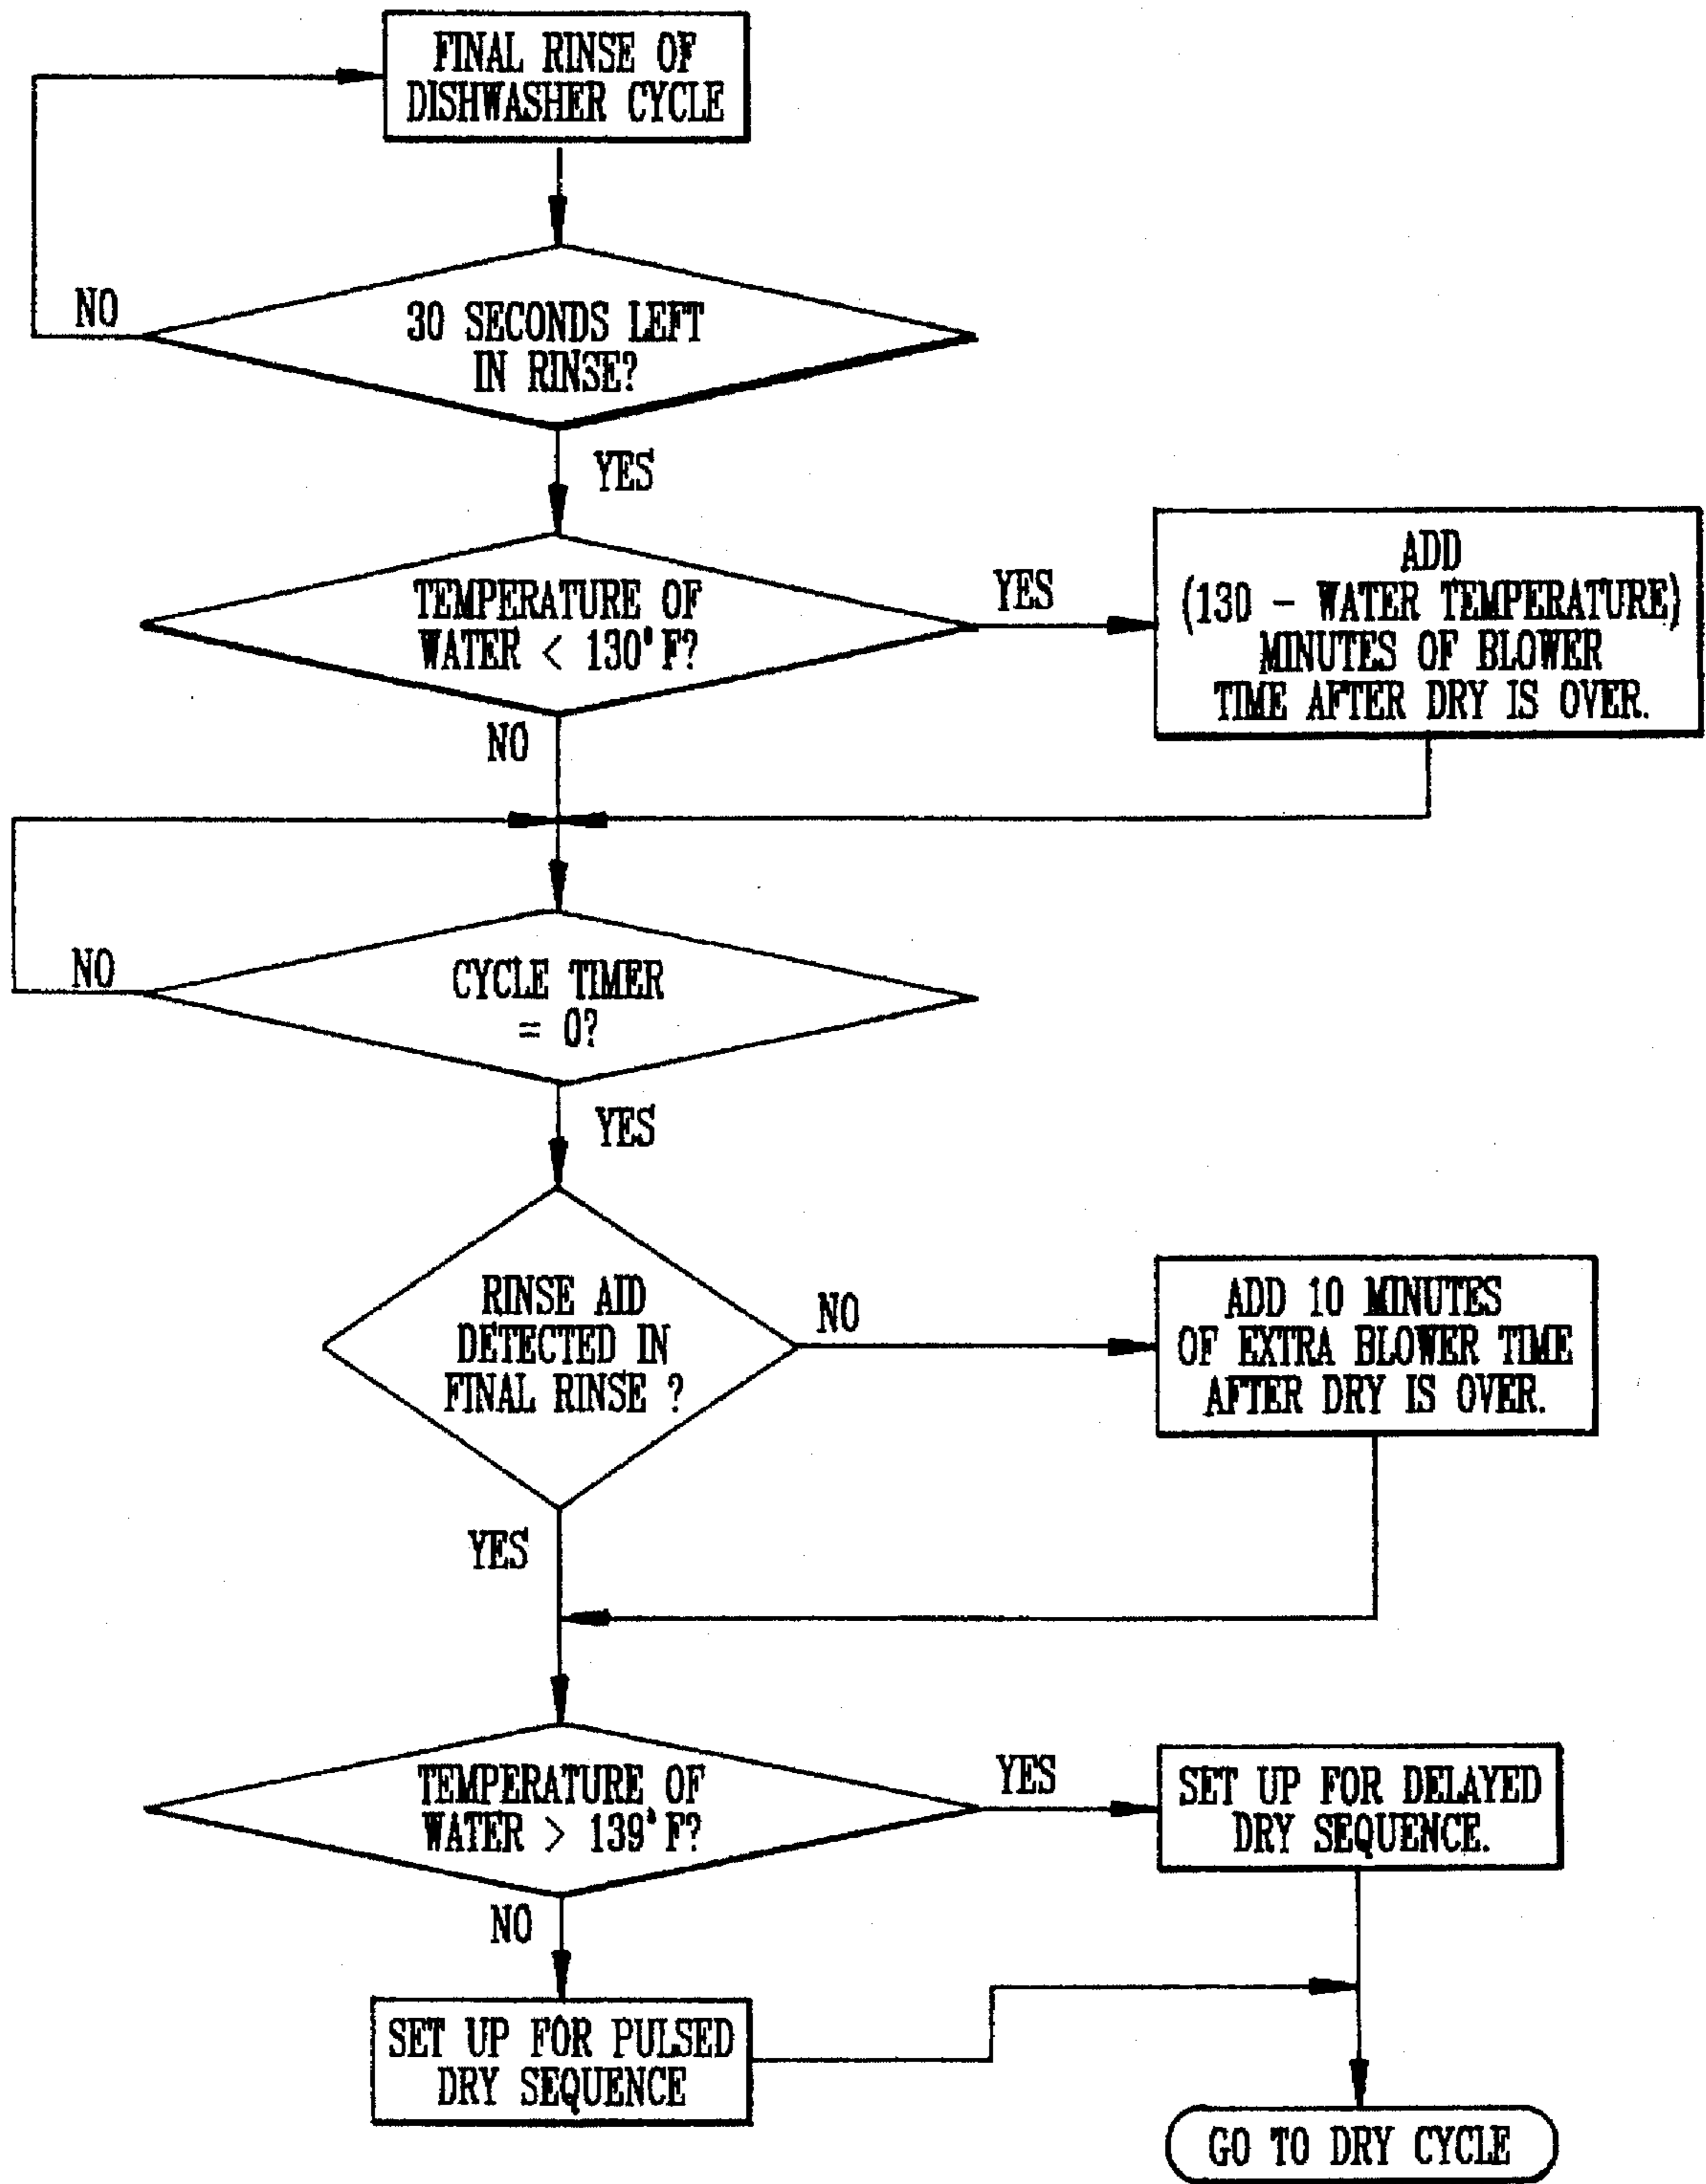 FINAL RINSE OF
DISHWASHER CYCLE
NO
30 SECONDS LEFT
IN RINSE?
YES
TEMPERATURE OF
WATER < 130°F?
YES
ADD
(130 - WATER TEMPERATURE)
MINUTES OF BLOWER
TIME AFTER DRY IS OVER.
NO
NO
CYCLE TIMER
= 0?
YES
RINSE AID
DETECTED IN
FINAL RINSE ?
NO
ADD 10 MINUTES
OF EXTRA BLOWER TIME
AFTER DRY IS OVER.
YES
TEMPERATURE OF
WATER > 139°F?
YES
SET UP FOR DELAYED
DRY SEQUENCE.
NO
SET UP FOR PULSED
DRY SEQUENCE
GO TO DRY CYCLE